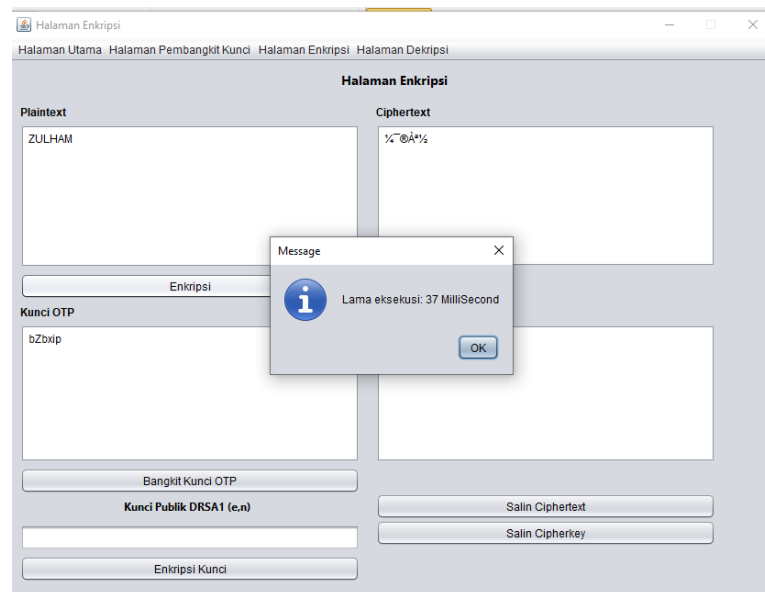 Halaman Enkripsi
Halaman Utama Halaman Pembangkit Kunci Halaman Enkripsi Halaman Dekripsi
Halaman Enkripsi
Plaintext
Ciphertext
ZULHAM
¼¯®Àª½
Message
Lama eksekusi: 37 MilliSecond
OK
Enkripsi
Kunci OTP
bZbxip
Bangkit Kunci OTP
Kunci Publik DRSA1 (e,n)
Salin Ciphertext
Salin Cipherkey
Enkripsi Kunci